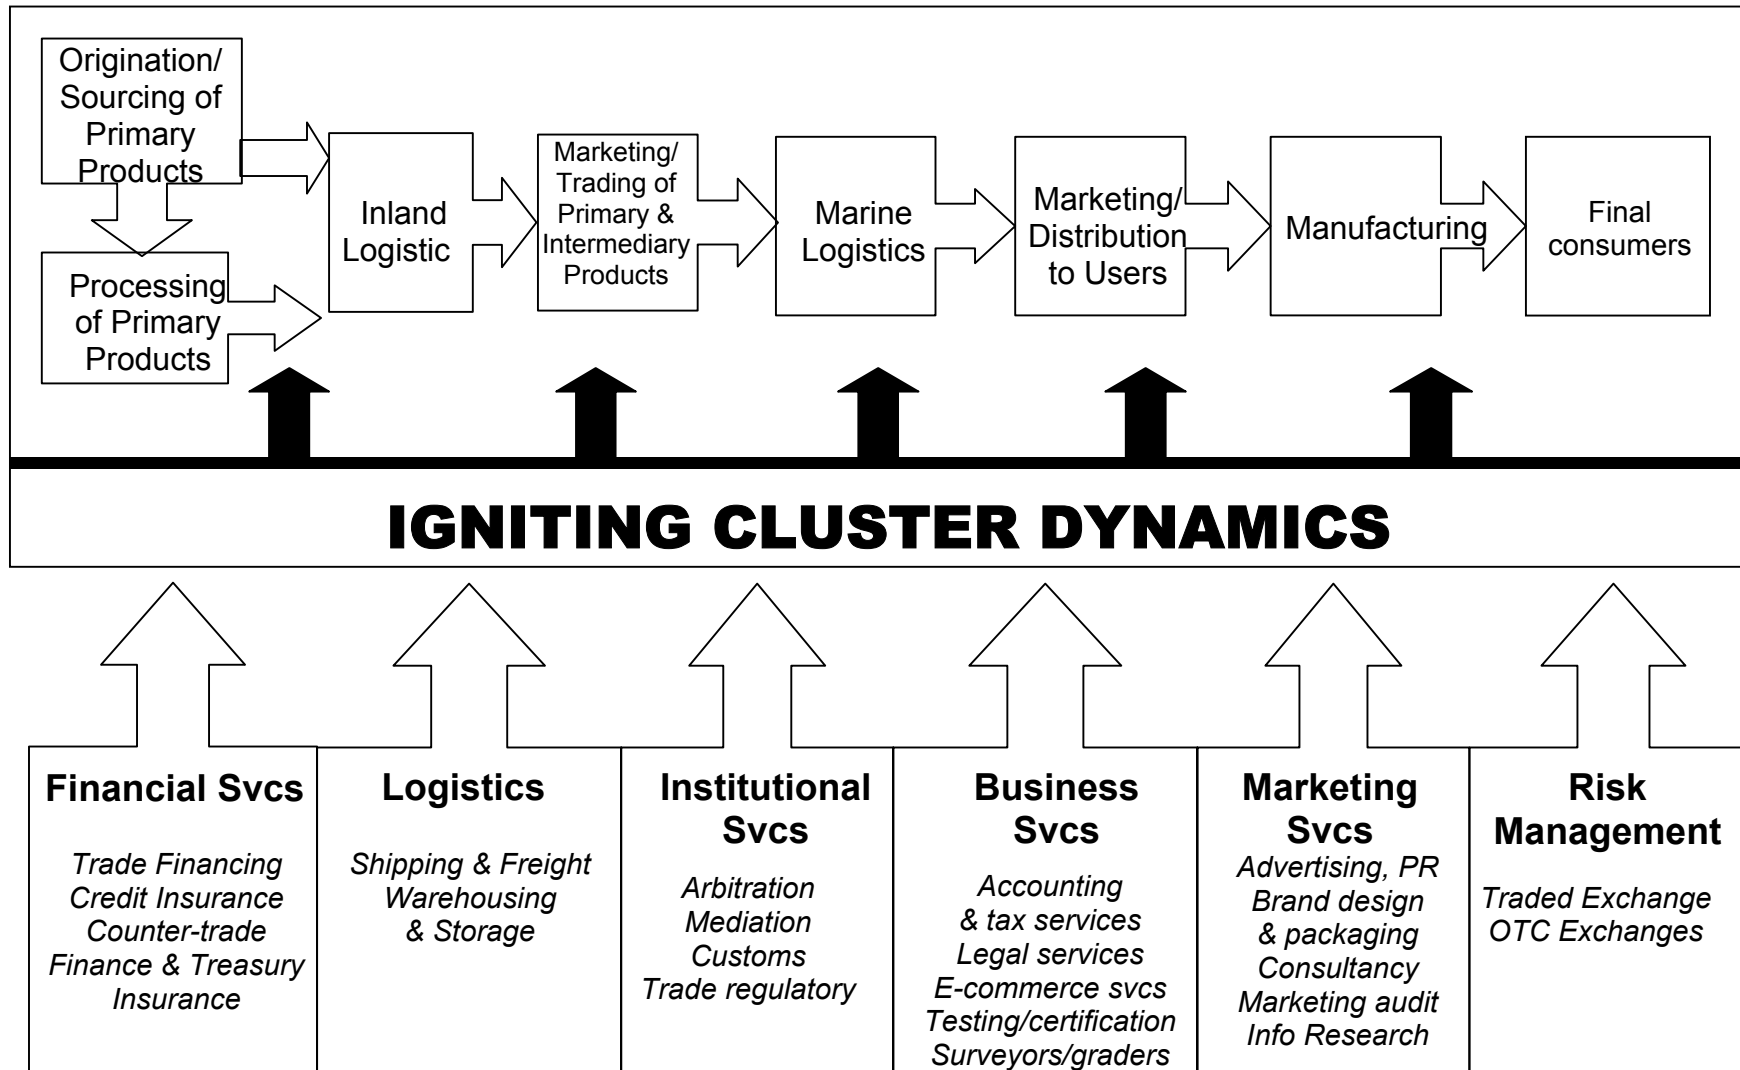 Origination/
Sourcing of
Primary
Products
Processing
of Primary
Products
Inland
Logistic
Marketing/
Trading of
Primary &
Intermediary
Products
Marine
Logistics
Marketing/
Distribution
to Users
Manufacturing
Final
consumers
IGNITING CLUSTER DYNAMICS
Financial Svcs
Trade Financing
Credit Insurance
Counter-trade
Finance & Treasury
Insurance
Logistics
Shipping & Freight
Warehousing
& Storage
Institutional
Svcs
Arbitration
Mediation
Customs
Trade regulatory
Business
Svcs
Accounting
& tax services
Legal services
E-commerce svcs
Testing/certification
Surveyors/graders
Marketing
Svcs
Advertising, PR
Brand design
& packaging
Consultancy
Marketing audit
Info Research
Risk
Management
Traded Exchange
OTC Exchanges